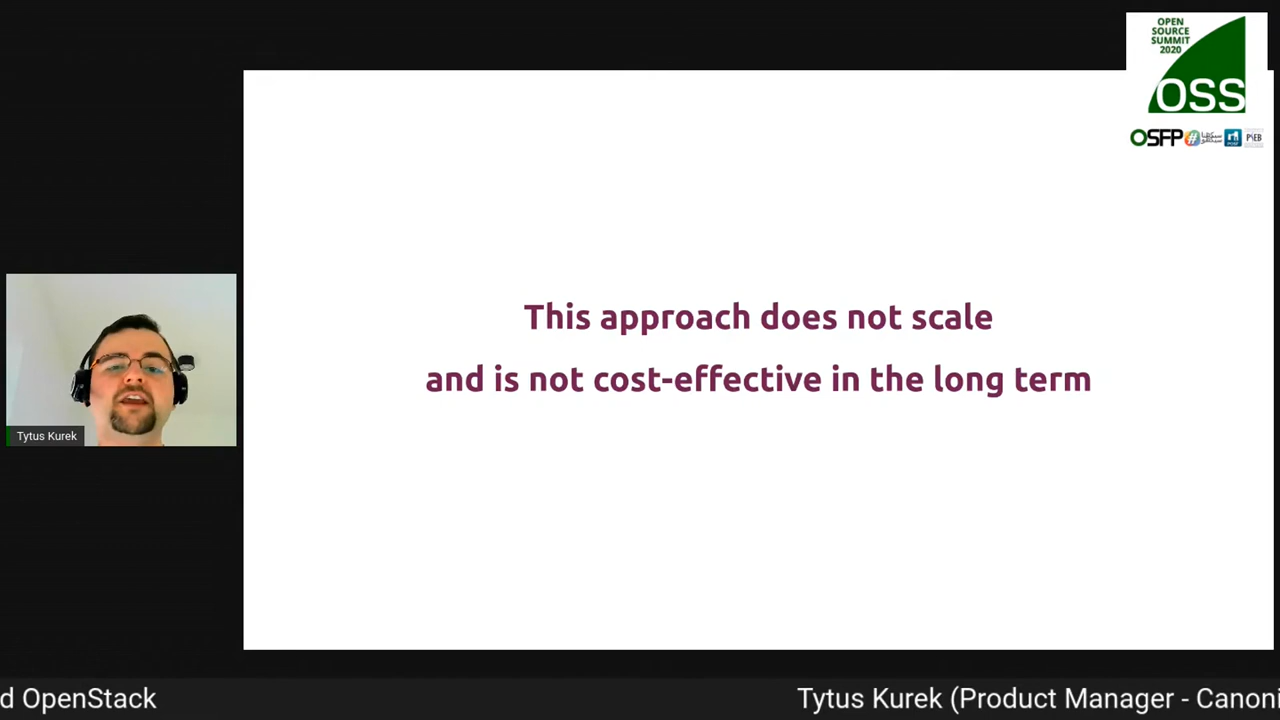 OPEN
SOURCE
SUMMIT
2020
OSS
OSFP
This approach does not scale
and is not cost-effective in the long term
Tytus Kurek
d OpenStack
Tytus Kurek (Product Manager - Canoni